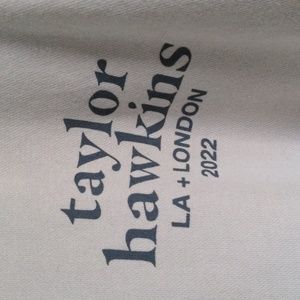 taylor
hawkins
LA + LONDON
2022